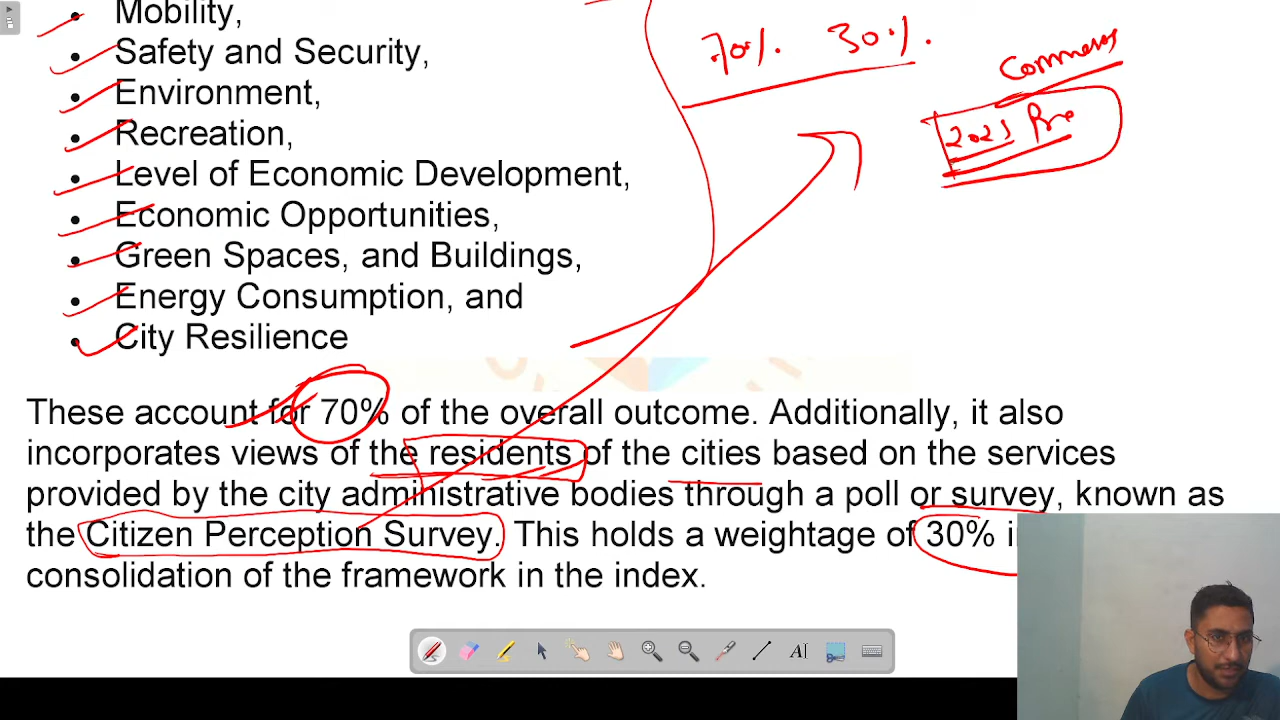 Mobility,
Safety and Security,
Environment,
Recreation,
Level of Economic Development,
Economic Opportunities,
Green Spaces, and Buildings,
Energy Consumption, and
City Resilience
70%. 30%.
Comments
Pre
These account for 70% of the overall outcome. Additionally, it also
incorporates views of the residents of the cities based on the services
provided by the city administrative bodies through a poll or survey, known as
the Citizen Perception Survey. This holds a weightage of 30% i
consolidation of the framework in the index.